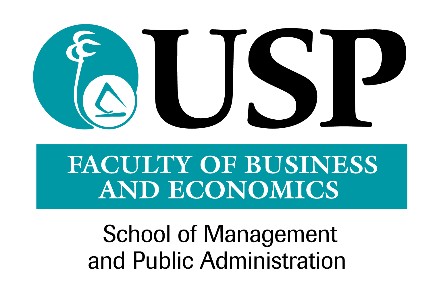 USP
FACULTY OF BUSINESS
AND ECONOMICS
School of Management
and Public Administration